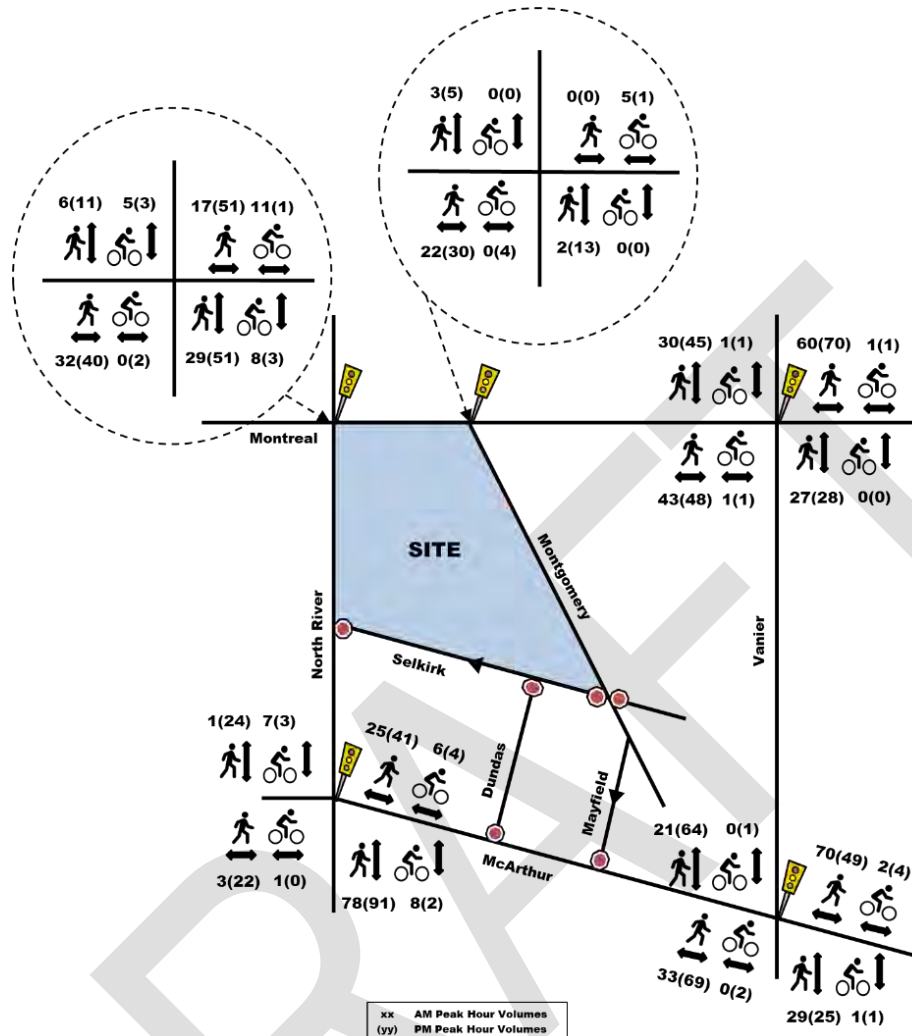 3(5) 0(0) 0(0) 5(1)
22(30) 0(4) 2(13) 0(0)
6(11) 5(3) 17(51) 11(1)
32(40) 0(2) 29(51) 8(3)
30(45) 1(1) 60(70) 1(1)
Montreal
43(48) 1(1) 27(28) 0(0)
SITE
Montgomery
North River
Vanier
Selkirk
1(24) 7(3)
25(41) 6(4)
Dundas
Mayfield
21(64) 0(1)
McArthur
70(49) 2(4)
3(22) 1(0)
78(91) 8(2)
33(69) 0(2)
29(25) 1(1)
xx AM Peak Hour Volumes
(yy) PM Peak Hour Volumes
DRAFT